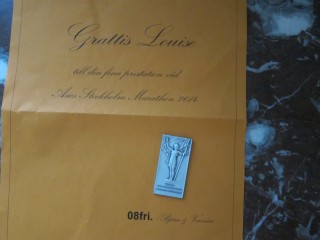 Grattis Louise
till din fina prestation vid
Asics Stockholm Marathon 2014
08fri.